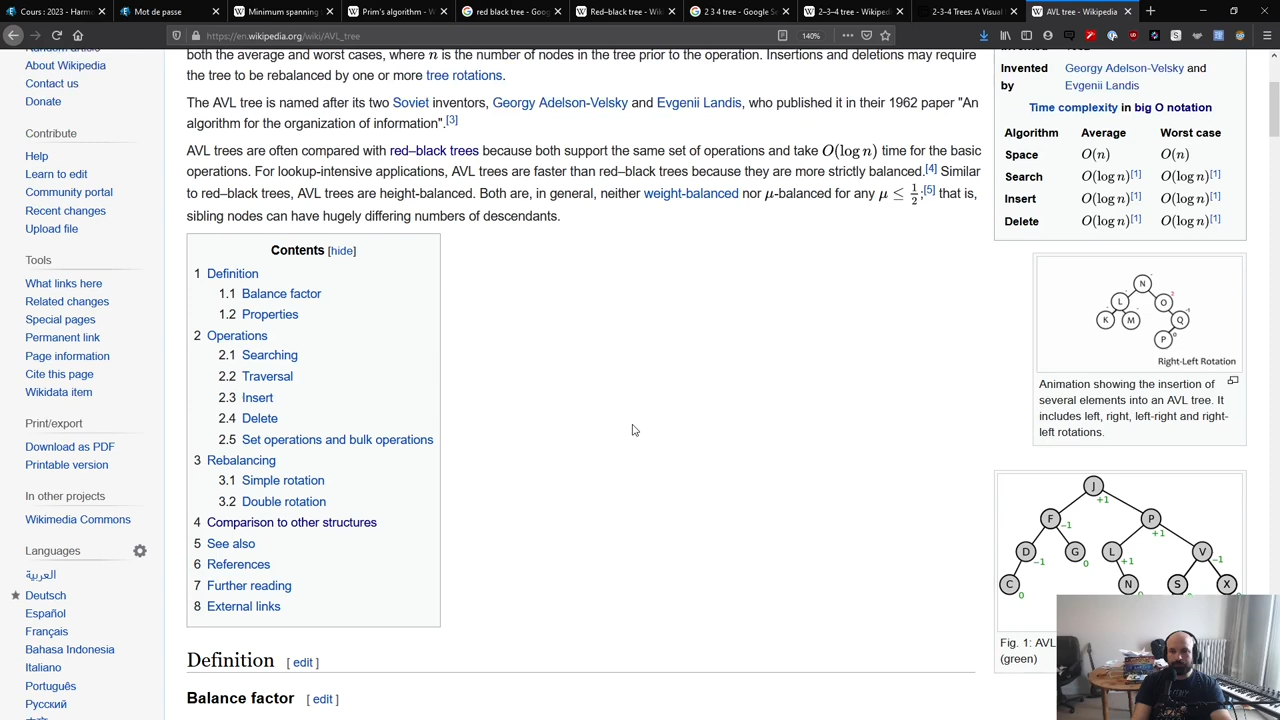 Cours : 2023 - Harmo
Mot de passe
Minimum spanning
Prim's algorithm - W
red black tree - Goog
Red–black tree - Wik
2 3 4 tree - Google Se
2–3–4 tree - Wikiped
2-3-4 Trees: A Visual
AVL tree - Wikipedia
https://en.wikipedia.org/wiki/AVL_tree
140%
About Wikipedia
Contact us
Donate
Contribute
Help
Learn to edit
Community portal
Recent changes
Upload file
Tools
What links here
Related changes
Special pages
Permanent link
Page information
Cite this page
Wikidata item
Print/export
Download as PDF
Printable version
In other projects
Wikimedia Commons
Languages
العربية
Deutsch
Español
Français
Bahasa Indonesia
Italiano
Português
Русский
both the average and worst cases, where n is the number of nodes in the tree prior to the operation. Insertions and deletions may require
the tree to be rebalanced by one or more tree rotations.
The AVL tree is named after its two Soviet inventors, Georgy Adelson-Velsky and Evgenii Landis, who published it in their 1962 paper "An
algorithm for the organization of information".[3]
AVL trees are often compared with red–black trees because both support the same set of operations and take O(log n) time for the basic
operations. For lookup-intensive applications, AVL trees are faster than red–black trees because they are more strictly balanced.[4] Similar
to red–black trees, AVL trees are height-balanced. Both are, in general, neither weight-balanced nor μ-balanced for any μ ≤ 1/2;[5] that is,
sibling nodes can have hugely differing numbers of descendants.
Contents [hide]
1 Definition
1.1 Balance factor
1.2 Properties
2 Operations
2.1 Searching
2.2 Traversal
2.3 Insert
2.4 Delete
2.5 Set operations and bulk operations
3 Rebalancing
3.1 Simple rotation
3.2 Double rotation
4 Comparison to other structures
5 See also
6 References
7 Further reading
8 External links
Definition [ edit ]
Balance factor [ edit ]
Invented Georgy Adelson-Velsky and
by Evgenii Landis
Time complexity in big O notation
Algorithm Average Worst case
Space O(n) O(n)
Search O(log n)[1] O(log n)[1]
Insert O(log n)[1] O(log n)[1]
Delete O(log n)[1] O(log n)[1]
N
L O
K M Q
P
Right-Left Rotation
Animation showing the insertion of
several elements into an AVL tree. It
includes left, right, left-right and right-
left rotations.
J +1
F –1 P +1
D –1 G 0 L +1 V –1
C 0 N S X
Fig. 1: AVL
(green)